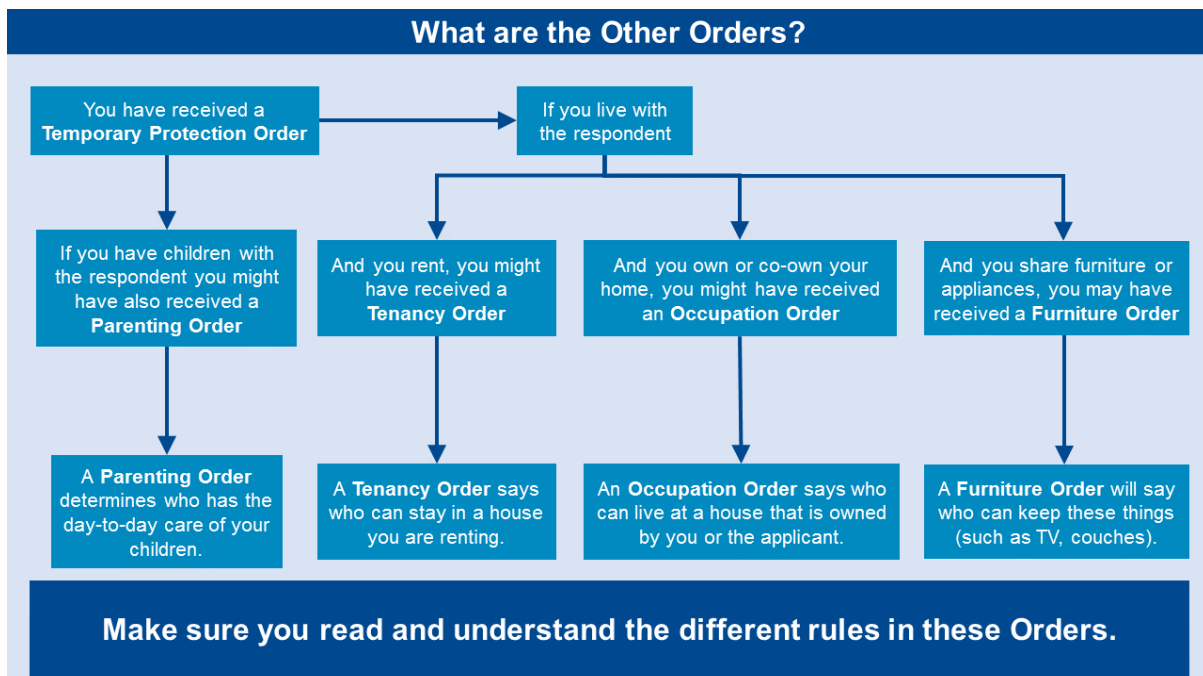 What are the Other Orders?
You have received a
Temporary Protection Order
If you live with
the respondent
If you have children with
the respondent you might
have also received a
Parenting Order
And you rent, you might
have received a
Tenancy Order
And you own or co-own your
home, you might have received
an Occupation Order
And you share furniture or
appliances, you may have
received a Furniture Order
A Parenting Order
determines who has the
day-to-day care of your
children.
A Tenancy Order says
who can stay in a house
you are renting.
An Occupation Order says who
can live at a house that is owned
by you or the applicant.
A Furniture Order will say
who can keep these things
(such as TV, couches).
Make sure you read and understand the different rules in these Orders.